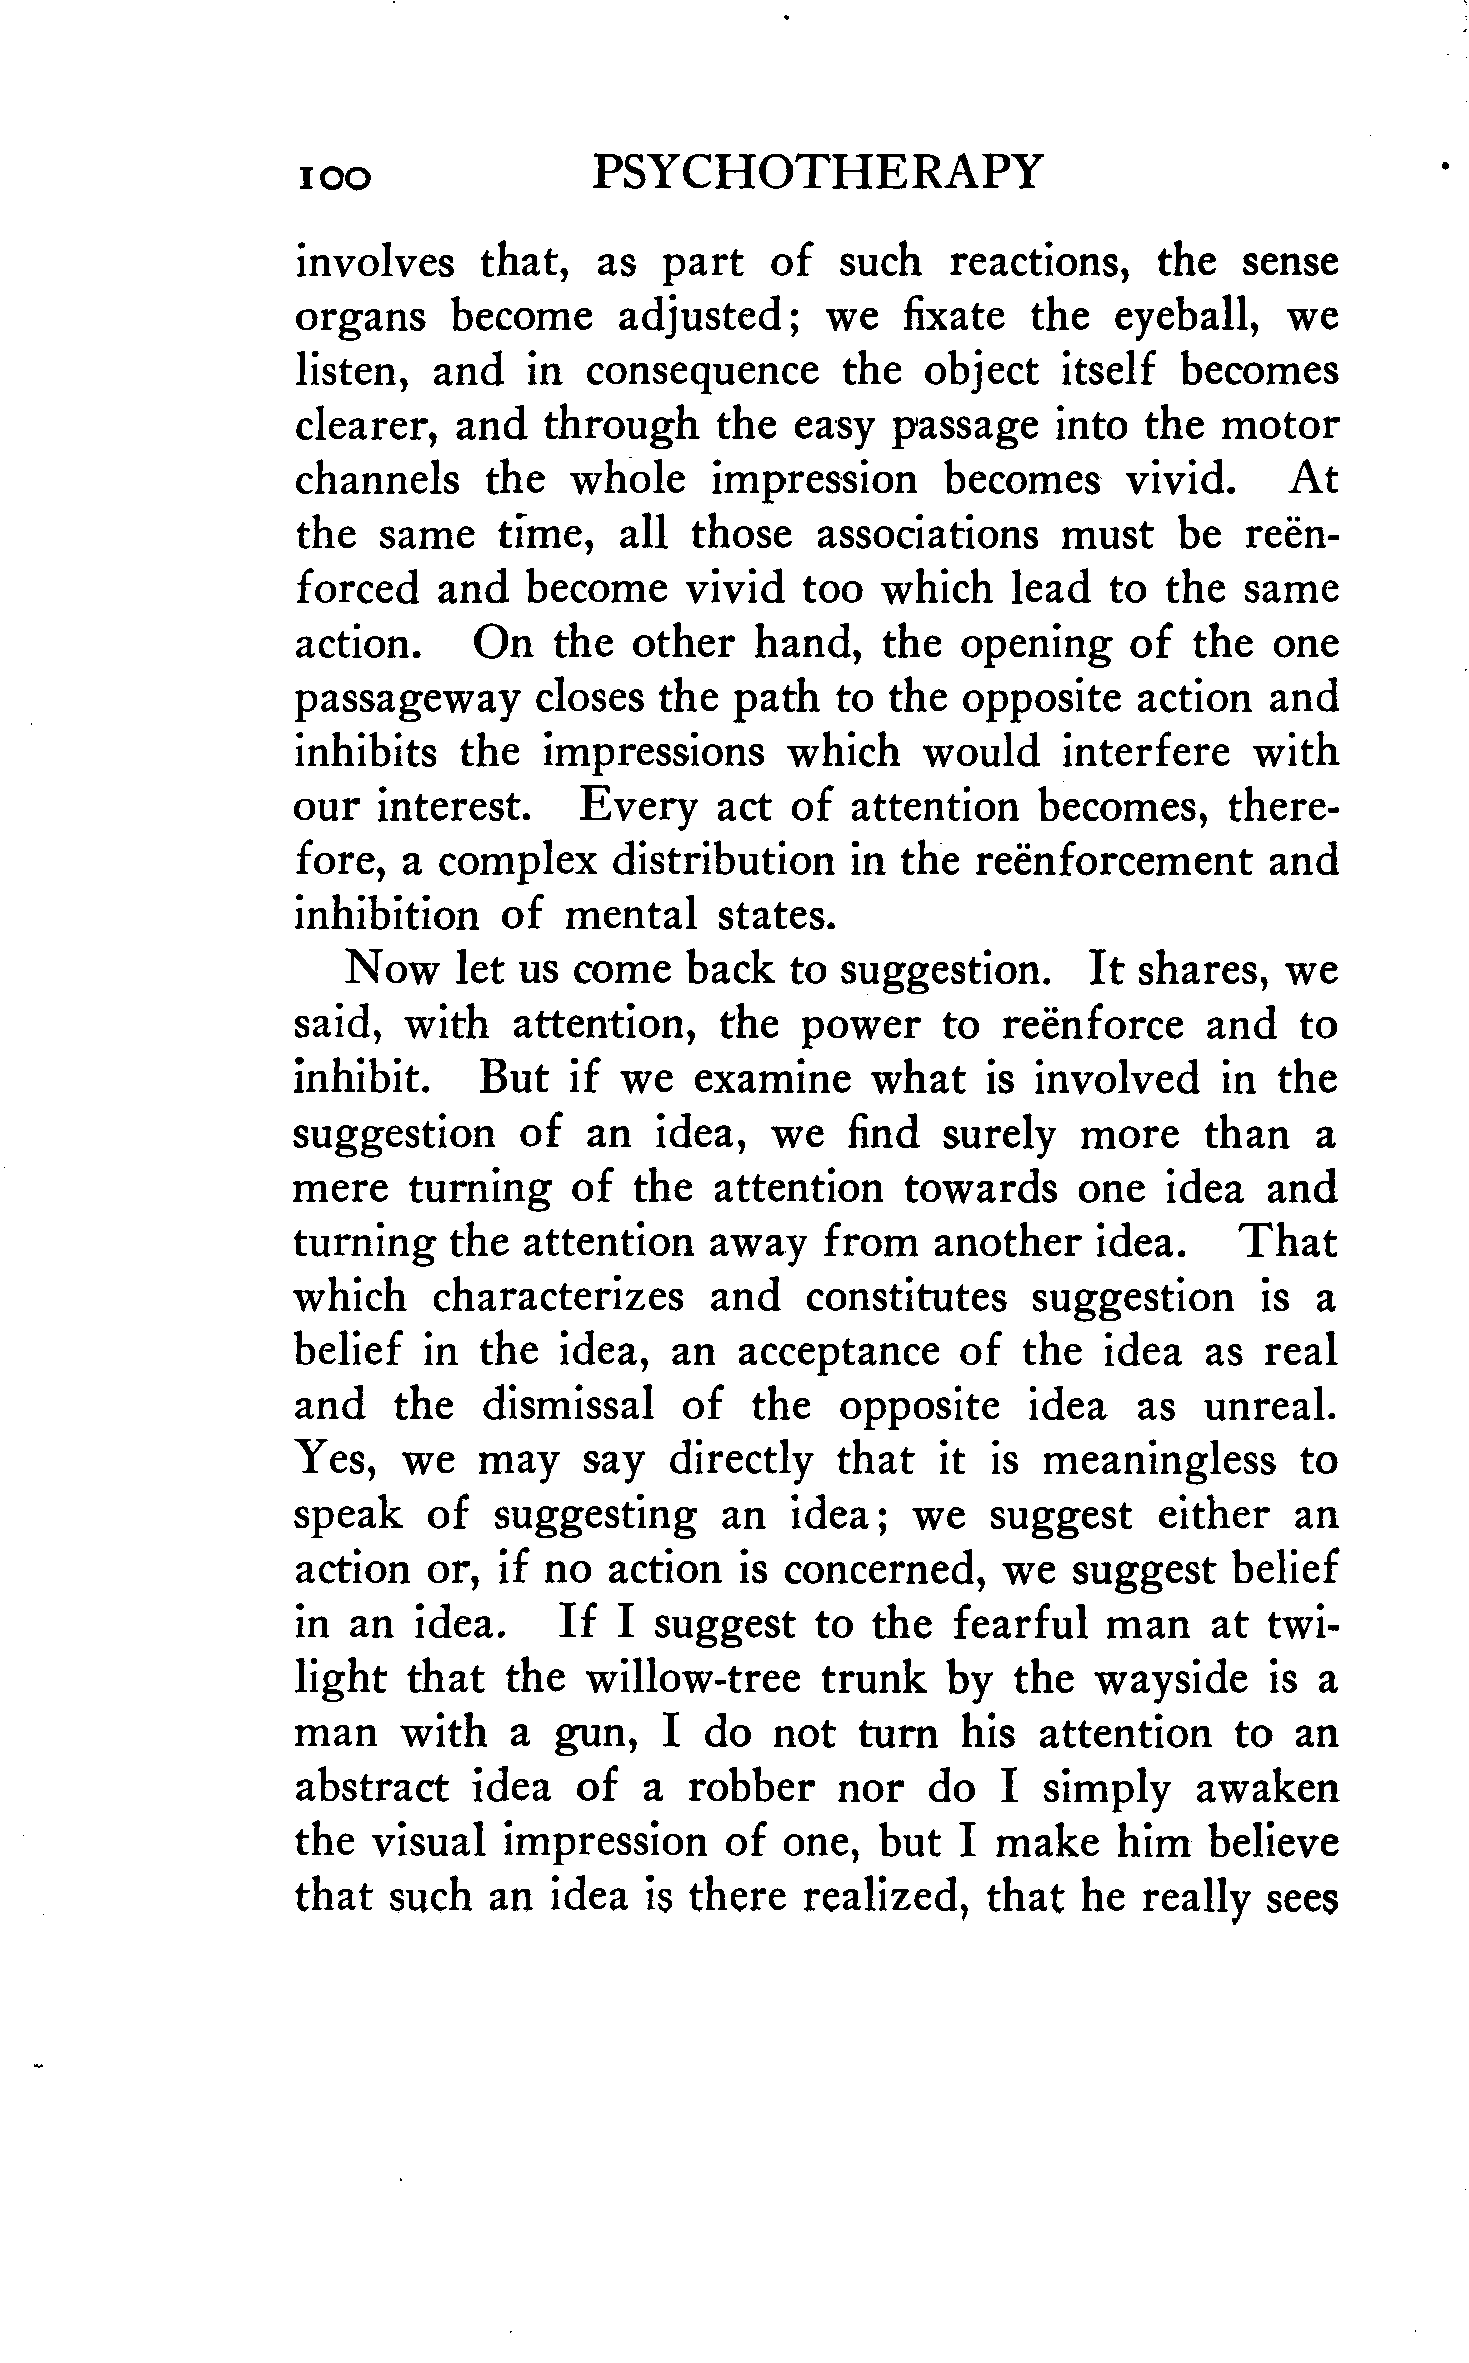 100 PSYCHOTHERAPY
involves that, as part of such reactions, the sense
organs become adjusted; we fixate the eyeball, we
listen, and in consequence the object itself becomes
clearer, and through the easy passage into the motor
channels the whole impression becomes vivid. At
the same time, all those associations must be reën-
forced and become vivid too which lead to the same
action. On the other hand, the opening of the one
passageway closes the path to the opposite action and
inhibits the impressions which would interfere with
our interest. Every act of attention becomes, there-
fore, a complex distribution in the reënforcement and
inhibition of mental states.
Now let us come back to suggestion. It shares, we
said, with attention, the power to reënforce and to
inhibit. But if we examine what is involved in the
suggestion of an idea, we find surely more than a
mere turning of the attention towards one idea and
turning the attention away from another idea. That
which characterizes and constitutes suggestion is a
belief in the idea, an acceptance of the idea as real
and the dismissal of the opposite idea as unreal.
Yes, we may say directly that it is meaningless to
speak of suggesting an idea; we suggest either an
action or, if no action is concerned, we suggest belief
in an idea. If I suggest to the fearful man at twi-
light that the willow-tree trunk by the wayside is a
man with a gun, I do not turn his attention to an
abstract idea of a robber nor do I simply awaken
the visual impression of one, but I make him believe
that such an idea is there realized, that he really sees